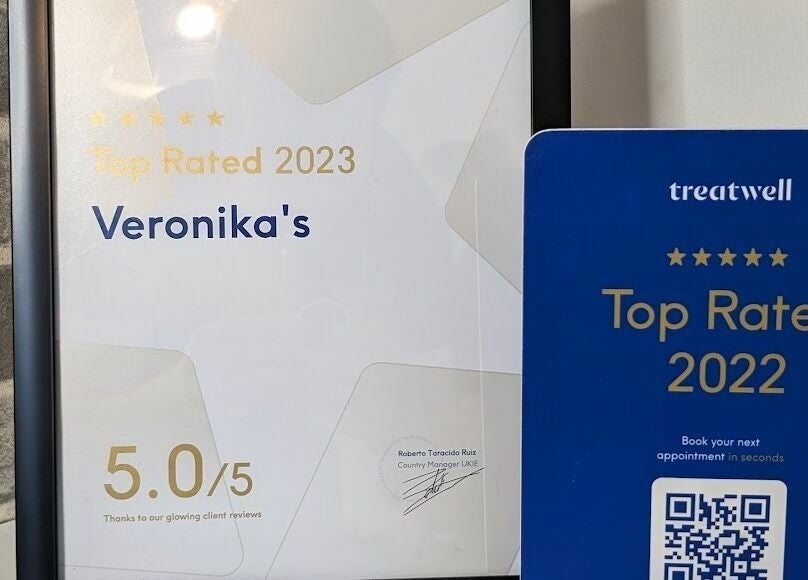 Top Rated 2023
Veronika's
5.0/5
Thanks to our glowing client reviews
Roberto Taracido Ruiz
Country Manager UKIE
treatwell
Top Rate
2022
Book your next
appointment in seconds